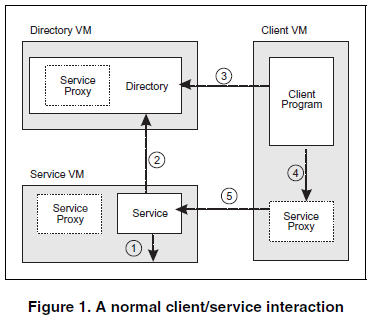 Directory VM
Client VM
Service
Proxy
Directory
3
Client
Program
2
4
Service VM
5
Service
Proxy
Service
Service
Proxy
1
Figure 1. A normal client/service interaction